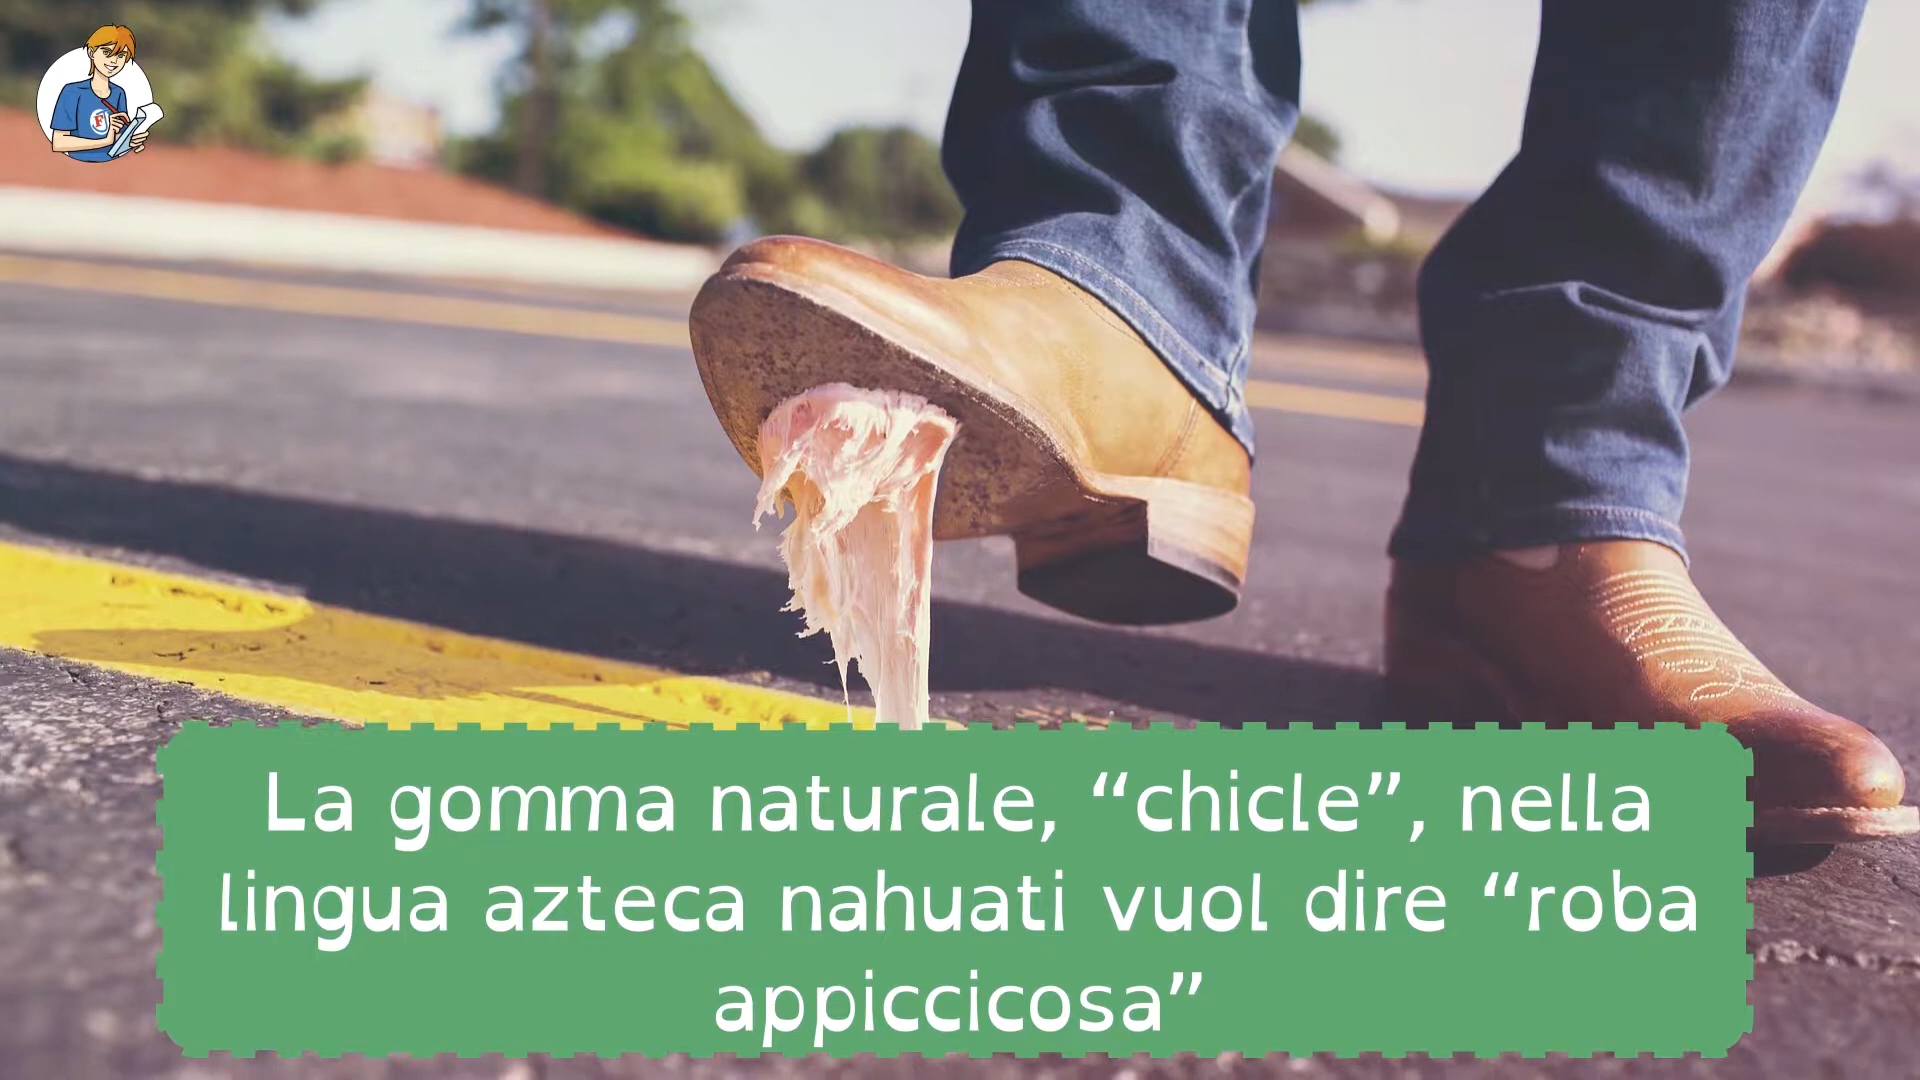 F
La gomma naturale, “chicle”, nella
lingua azteca nahuati vuol dire “roba
appiccicosa”